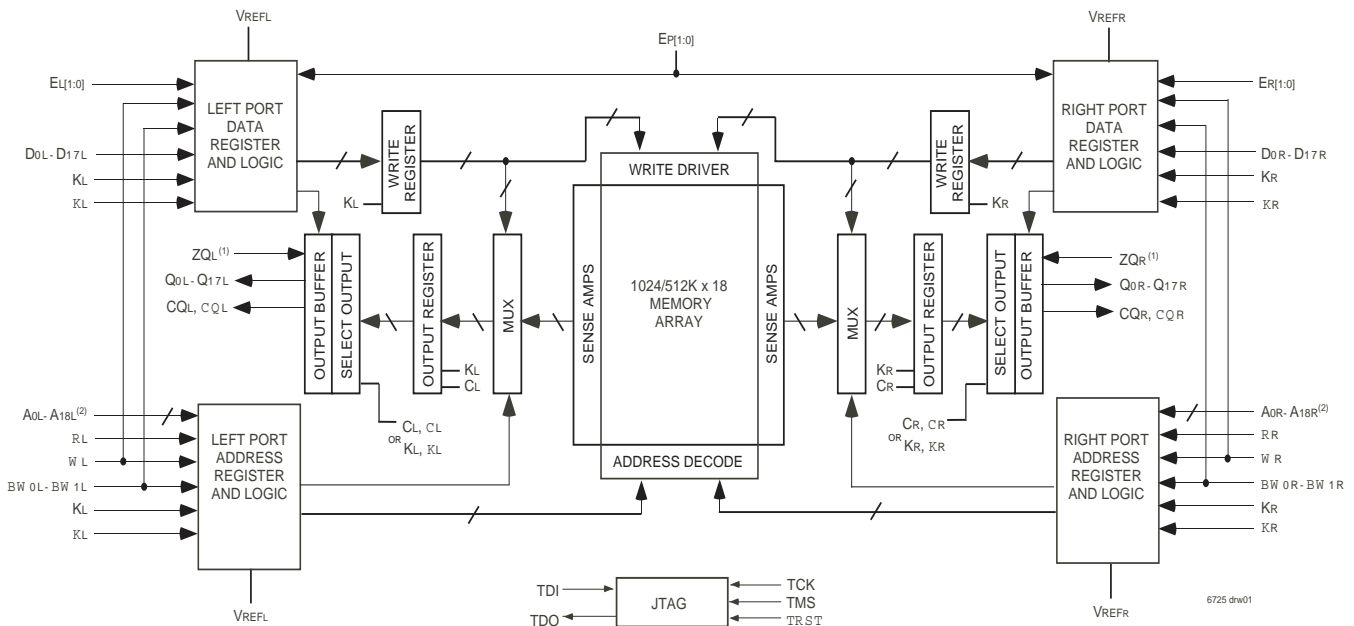 VREFL
VREFR
EP[1:0]
EL[1:0]
ER[1:0]
LEFT PORT
DATA
REGISTER
AND LOGIC
RIGHT PORT
DATA
REGISTER
AND LOGIC
D0L- D17L
KL
KL
D0R- D17R
KR
KR
WRITE
REGISTER
KL
WRITE
REGISTER
KR
WRITE DRIVER
ZQL(1)
Q0L- Q17L
CQL, CQL
OUTPUT BUFFER
SELECT OUTPUT
OUTPUT REGISTER
MUX
SENSE AMPS
1024/512K x 18
MEMORY
ARRAY
SENSE AMPS
MUX
OUTPUT REGISTER
SELECT OUTPUT
OUTPUT BUFFER
ZQR(1)
Q0R- Q17R
CQR, CQR
KL
CL
KR
CR
CL, CL
OR
KL, KL
CR, CR
OR
KR, KR
ADDRESS DECODE
A0L- A18L(2)
RL
WL
BW0L-BW1L
KL
KL
LEFT PORT
ADDRESS
REGISTER
AND LOGIC
RIGHT PORT
ADDRESS
REGISTER
AND LOGIC
A0R- A18R(2)
RR
WR
BW0R-BW1R
KR
KR
VREFL
VREFR
TDI
TDO
JTAG
TCK
TMS
TRST
6725 drw01